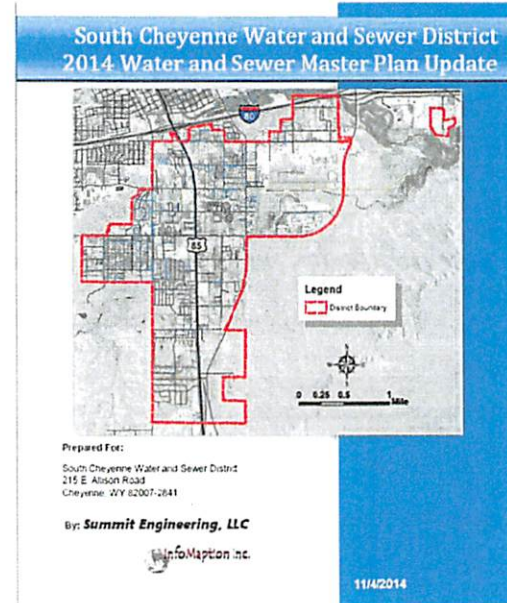 South Cheyenne Water and Sewer District
2014 Water and Sewer Master Plan Update
80
85
Legend
District Boundary
0 0.25 0.5 1
Mile
Prepared For:
South Cheyenne Water and Sewer District
215 E. Allison Road
Cheyenne, WY 82007-2841
By: Summit Engineering, LLC
InfoMaption Inc.
11/4/2014